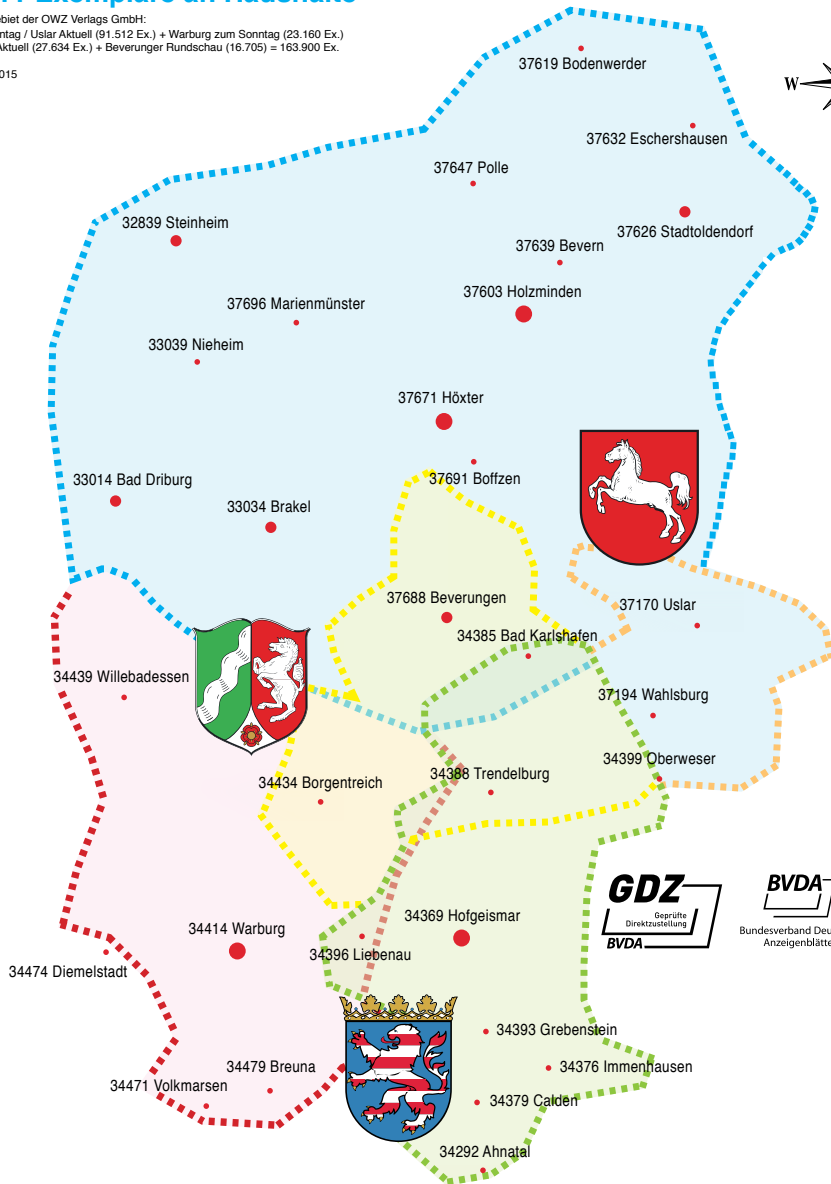 Exemplare an Haushalte
der OWZ Verlags GmbH:
/ Uslar Aktuell (91.512 Ex.) + Warburg zum Sonntag (23.160 Ex.)
(27.634 Ex.) + Beverunger Rundschau (16.705) = 163.900 Ex.
W
37619 Bodenwerder
37632 Eschershausen
37647 Polle
32839 Steinheim
37626 Stadtoldendorf
37639 Bevern
37603 Holzminden
37696 Marienmünster
33039 Nieheim
37671 Höxter
37691 Boffzen
33014 Bad Driburg
33034 Brakel
37688 Beverungen
37170 Uslar
34385 Bad Karlshafen
34439 Willebadessen
37194 Wahlsburg
34399 Oberweser
34388 Trendelburg
34434 Borgentreich
GDZ
Geprüfte
Direktzustellung
BVDA
BVDA
Bundesverband
34369 Hofgeismar
34414 Warburg
34396 Liebenau
34474 Diemelstadt
34393 Grebenstein
34376 Immenhausen
34479 Breuna
34471 Volkmarsen
34379 Calden
34292 Ahnatal